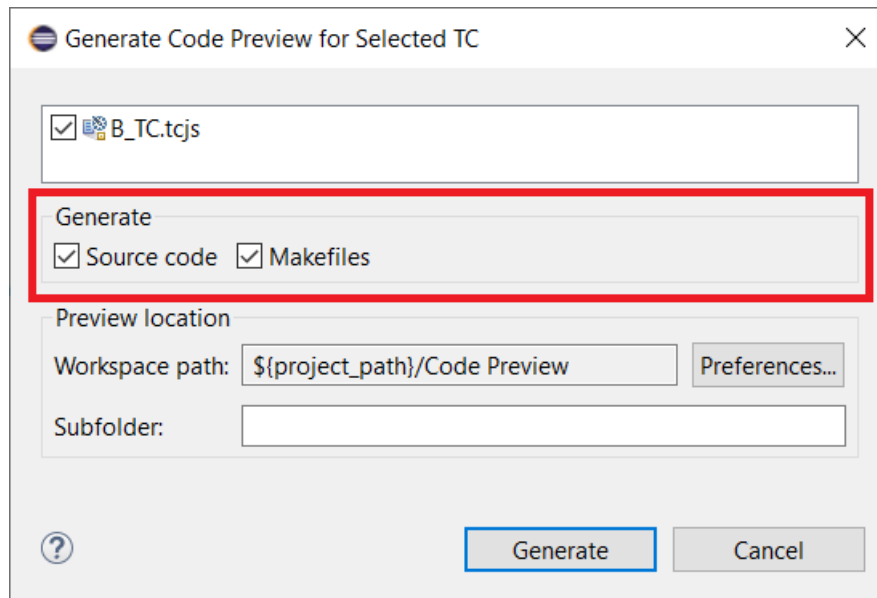 Generate Code Preview for Selected TC
B_TC.tcjs
Generate
Source code Makefiles
Preview location
Workspace path: ${project_path}/Code Preview Preferences...
Subfolder:
Generate Cancel